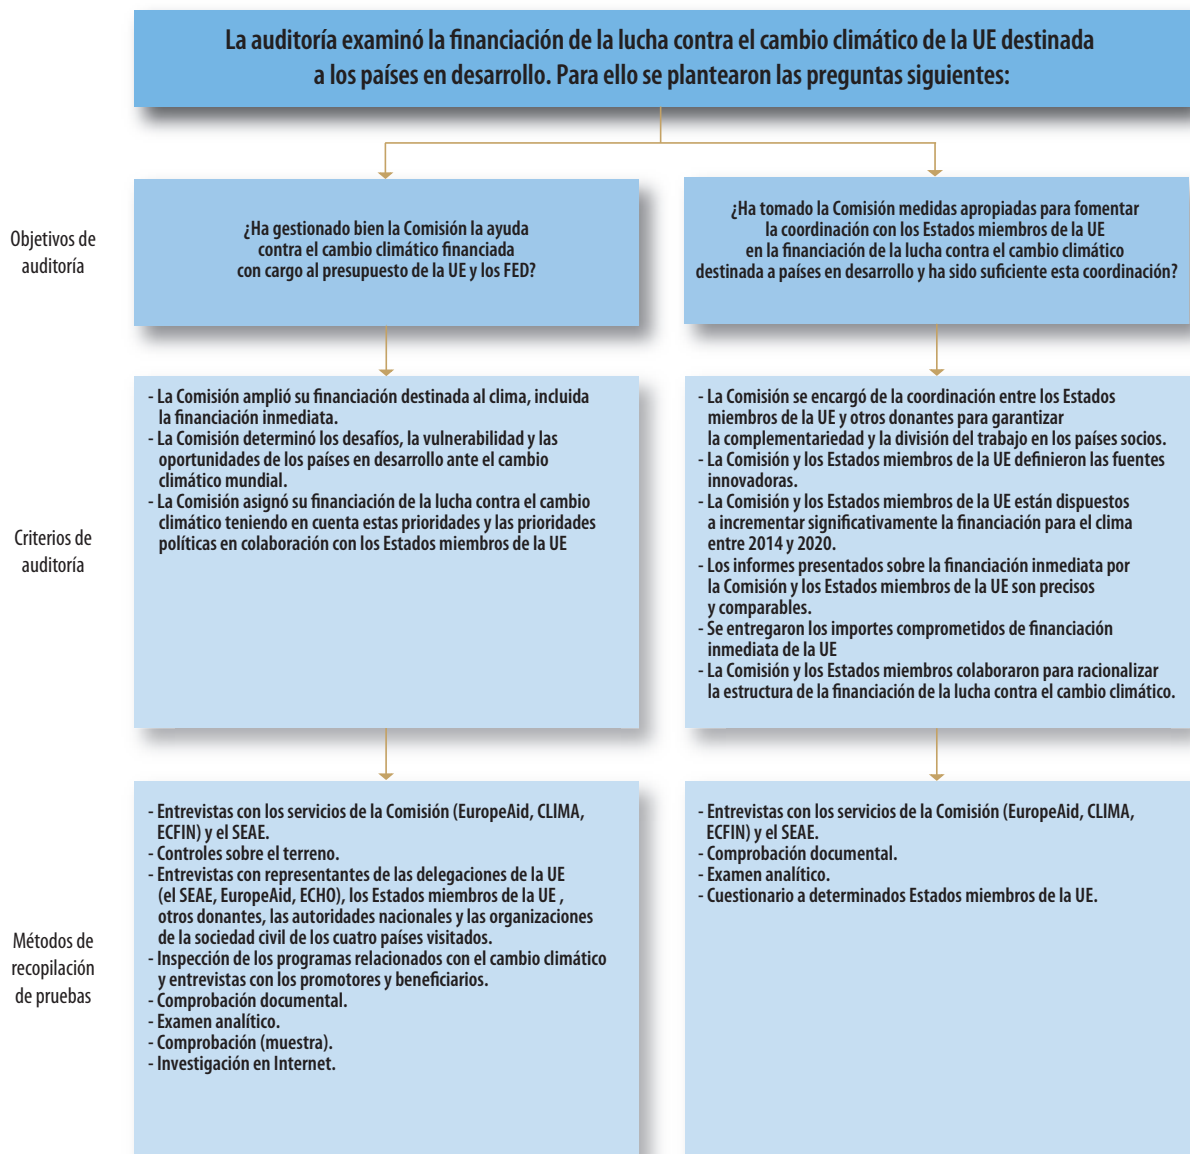 La auditoría examinó la financiación de la lucha contra el cambio climático de la UE destinada
a los países en desarrollo. Para ello se plantearon las preguntas siguientes:
Objetivos de
auditoría
¿Ha gestionado bien la Comisión la ayuda
contra el cambio climático financiada
con cargo al presupuesto de la UE y los FED?
¿Ha tomado la Comisión medidas apropiadas para fomentar
la coordinación con los Estados miembros de la UE
en la financiación de la lucha contra el cambio climático
destinada a países en desarrollo y ha sido suficiente esta coordinación?
Criterios de
auditoría
- La Comisión amplió su financiación destinada al clima, incluida
la financiación inmediata.
- La Comisión determinó los desafíos, la vulnerabilidad y las
oportunidades de los países en desarrollo ante el cambio
climático mundial.
- La Comisión asignó su financiación de la lucha contra el cambio
climático teniendo en cuenta estas prioridades y las prioridades
políticas en colaboración con los Estados miembros de la UE
- La Comisión se encargó de la coordinación entre los Estados
miembros de la UE y otros donantes para garantizar
la complementariedad y la división del trabajo en los países socios.
- La Comisión y los Estados miembros de la UE definieron las fuentes
innovadoras.
- La Comisión y los Estados miembros de la UE están dispuestos
a incrementar significativamente la financiación para el clima
entre 2014 y 2020.
- Los informes presentados sobre la financiación inmediata por
la Comisión y los Estados miembros de la UE son precisos
y comparables.
- Se entregaron los importes comprometidos de financiación
inmediata de la UE
- La Comisión y los Estados miembros colaboraron para racionalizar
la estructura de la financiación de la lucha contra el cambio climático.
Métodos de
recopilación
de pruebas
- Entrevistas con los servicios de la Comisión (EuropeAid, CLIMA,
ECFIN) y el SEAE.
- Controles sobre el terreno.
- Entrevistas con representantes de las delegaciones de la UE
(el SEAE, EuropeAid, ECHO), los Estados miembros de la UE ,
otros donantes, las autoridades nacionales y las organizaciones
de la sociedad civil de los cuatro países visitados.
- Inspección de los programas relacionados con el cambio climático
y entrevistas con los promotores y beneficiarios.
- Comprobación documental.
- Examen analítico.
- Comprobación (muestra).
- Investigación en Internet.
- Entrevistas con los servicios de la Comisión (EuropeAid, CLIMA,
ECFIN) y el SEAE.
- Comprobación documental.
- Examen analítico.
- Cuestionario a determinados Estados miembros de la UE.